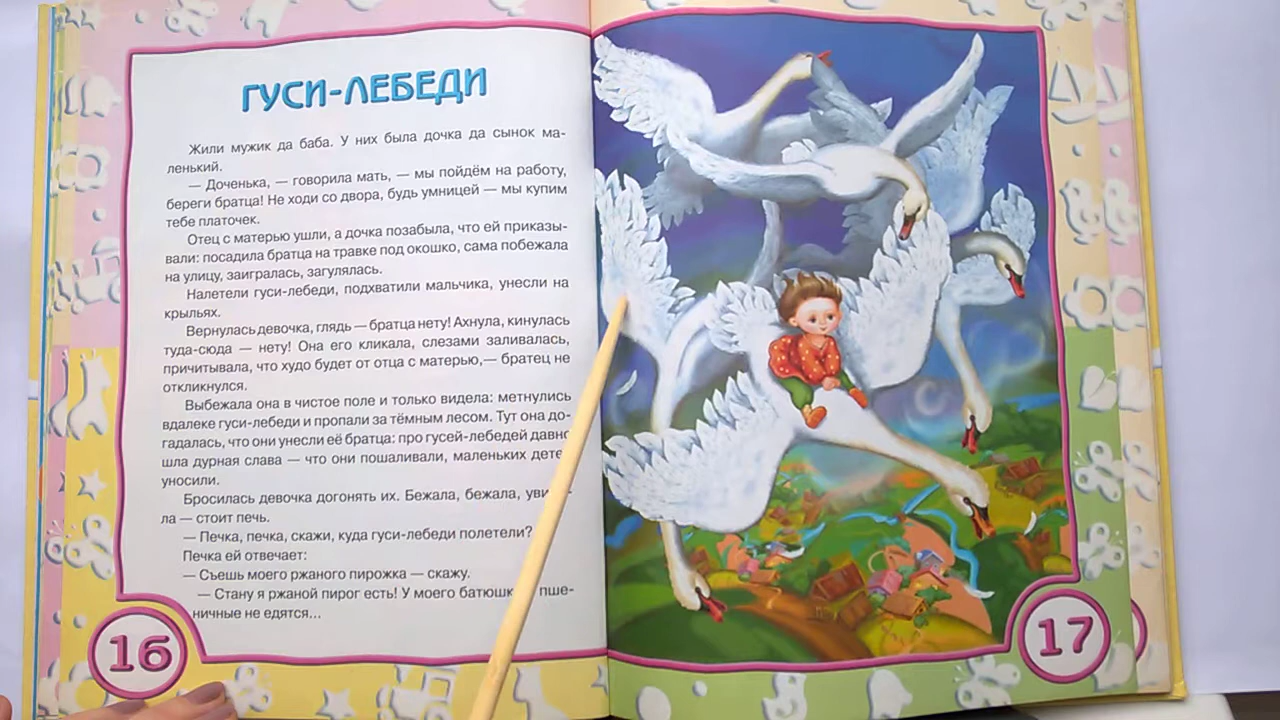 ГУСИ-ЛЕБЕДИ
Жили мужик да баба. У них была дочка да сынок ма-
ленький.
— Доченька, — говорила мать, — мы пойдём на работу,
береги братца! Не ходи со двора, будь умницей — мы купим
тебе платочек.
Отец с матерью ушли, а дочка позабыла, что ей приказы-
вали: посадила братца на травке под окошко, сама побежала
на улицу, заигралась, загулялась.
Налетели гуси-лебеди, подхватили мальчика, унесли на
крыльях.
Вернулась девочка, глядь — братца нету! Ахнула, кинулась
туда-сюда — нету! Она его кликала, слезами заливалась,
причитывала, что худо будет от отца с матерью,— братец не
откликнулся.
Выбежала она в чистое поле и только видела: метнулись
вдалеке гуси-лебеди и пропали за тёмным лесом. Тут она до-
гадалась, что они унесли её братца: про гусей-лебедей давно
шла дурная слава — что они пошаливали, маленьких дете
уносили.
Бросилась девочка догонять их. Бежала, бежала,
ла — стоит печь.
— Печка, печка, скажи, куда гуси-лебеди полетели?
Печка ей отвечает:
— Съешь моего ржаного пирожка — скажу.
— Стану я ржаной пирог есть! У моего пше-
ничные не едятся...
16
17